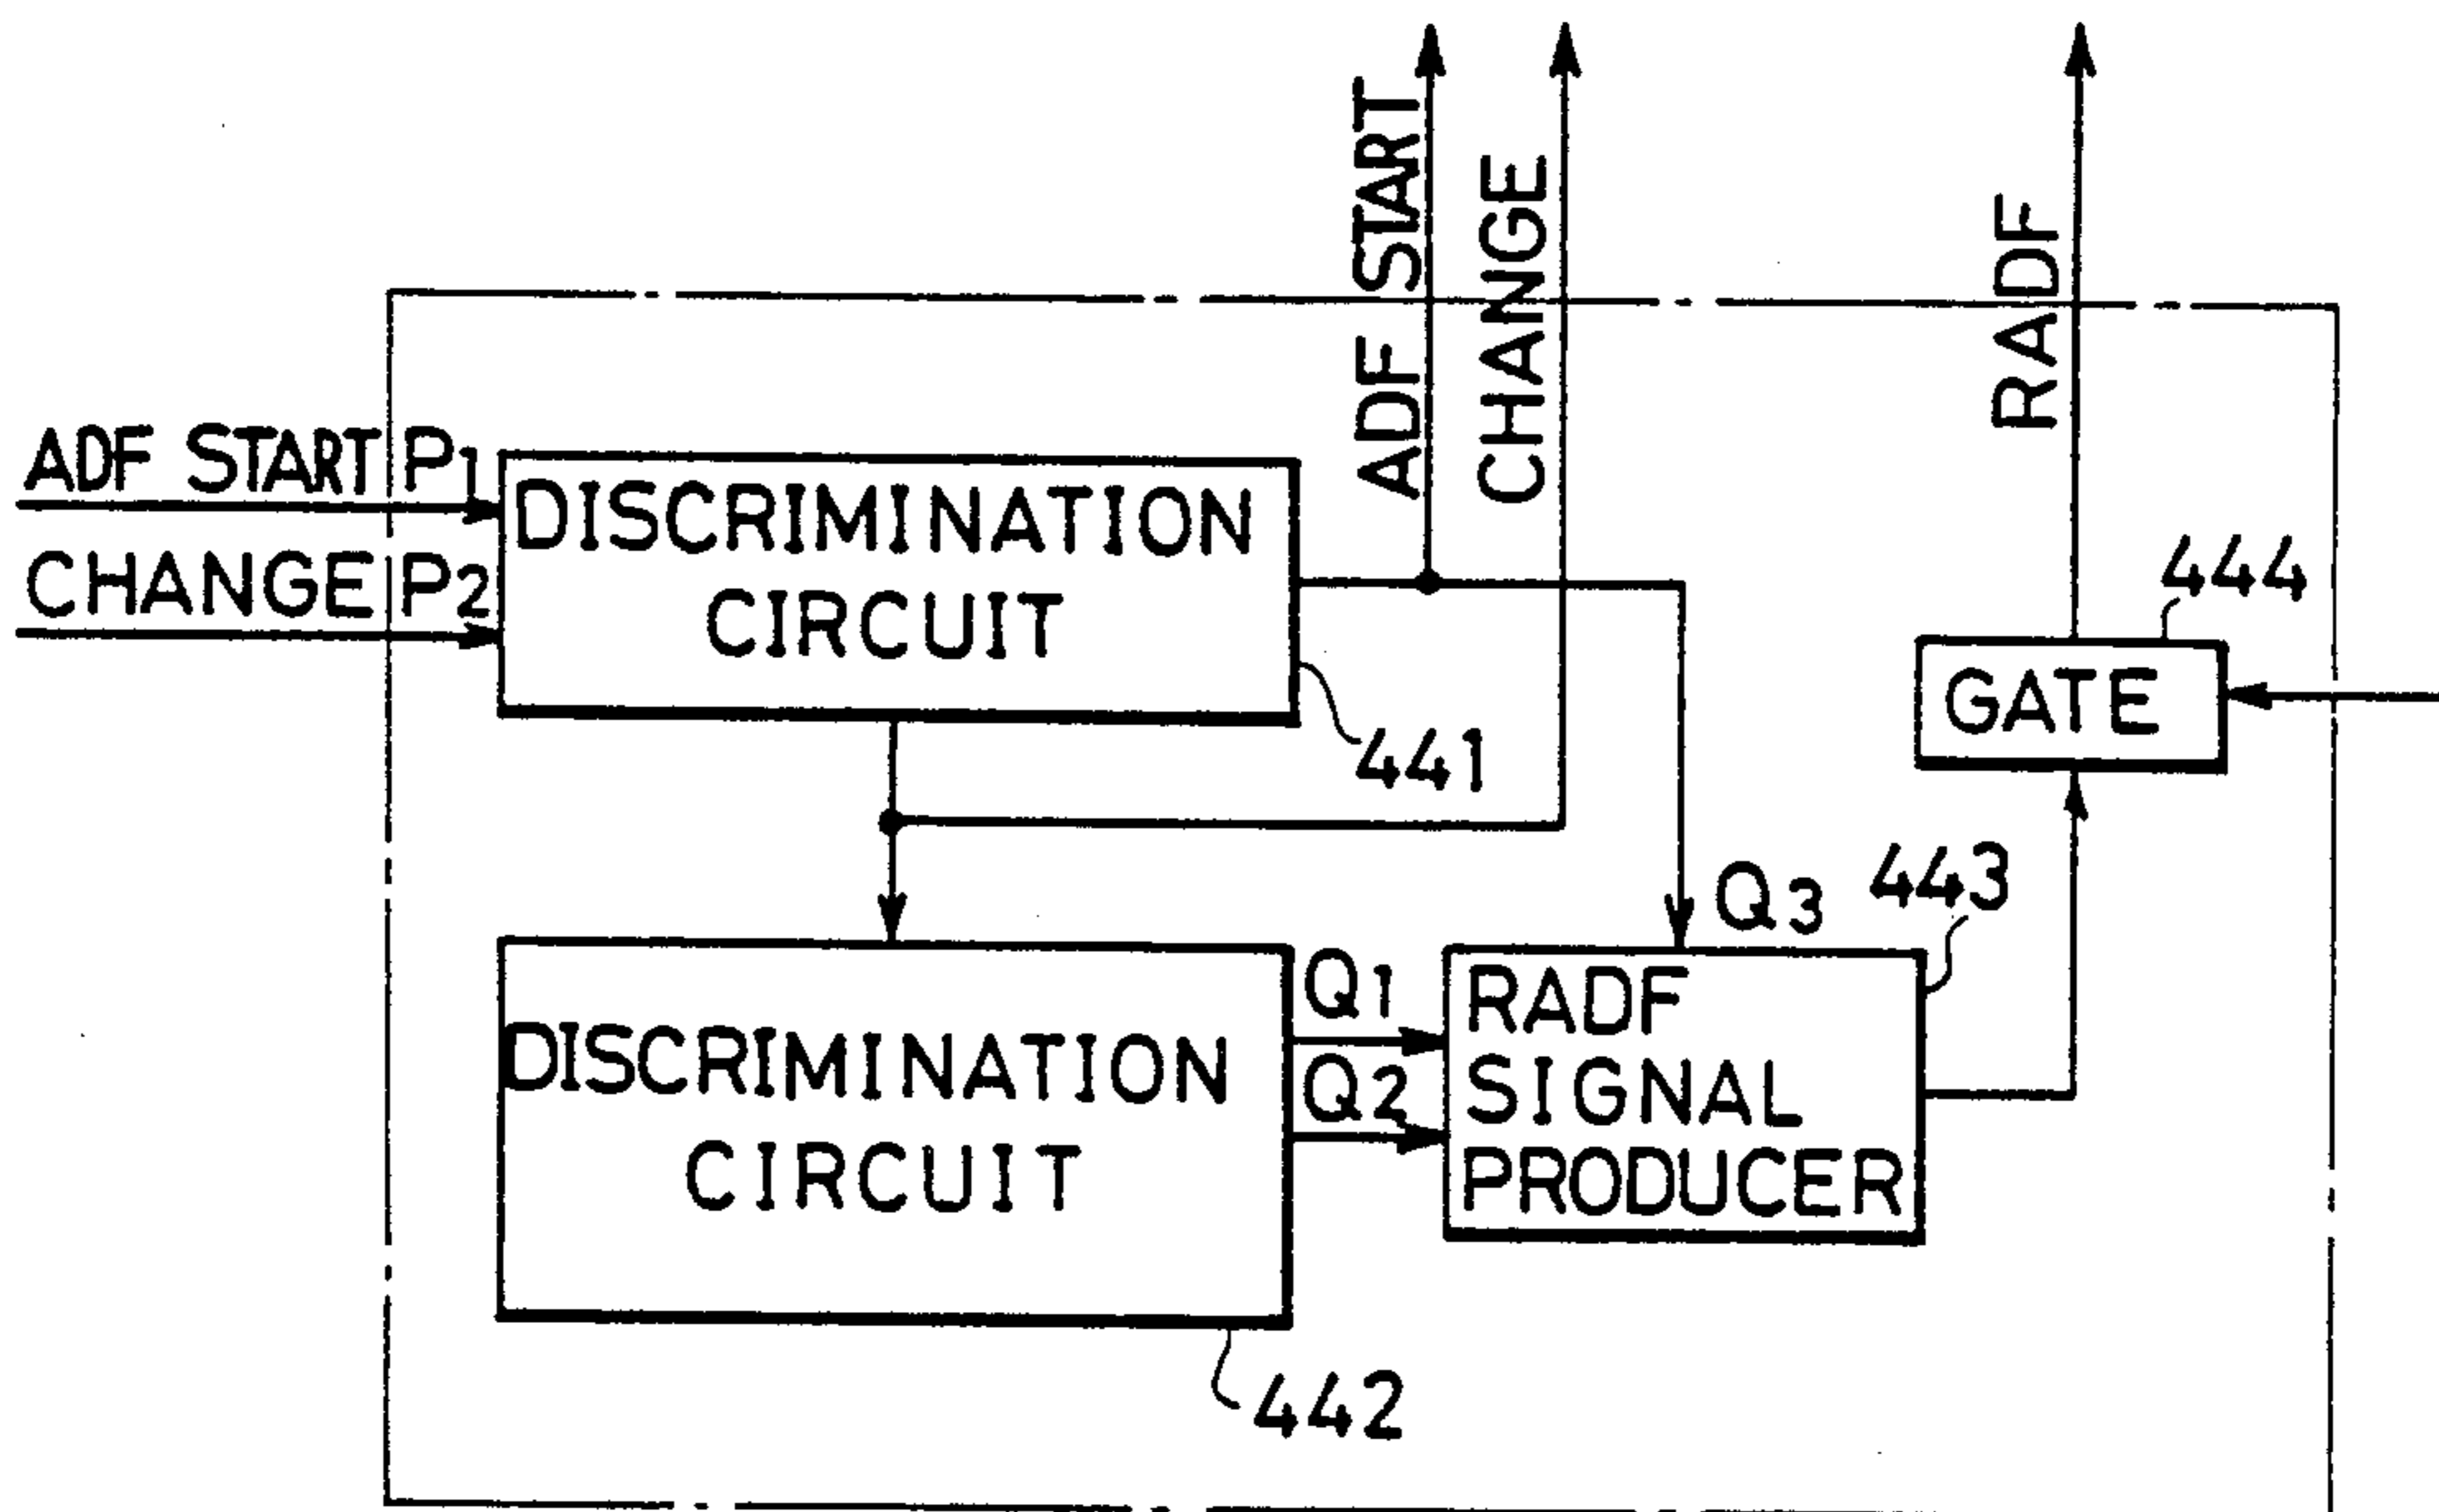 ADF START
CHANGE
RADF
ADF START P1
CHANGE P2
DISCRIMINATION
CIRCUIT
441
444
GATE
Q3
443
DISCRIMINATION
CIRCUIT
442
Q1
Q2
RADF
SIGNAL
PRODUCER